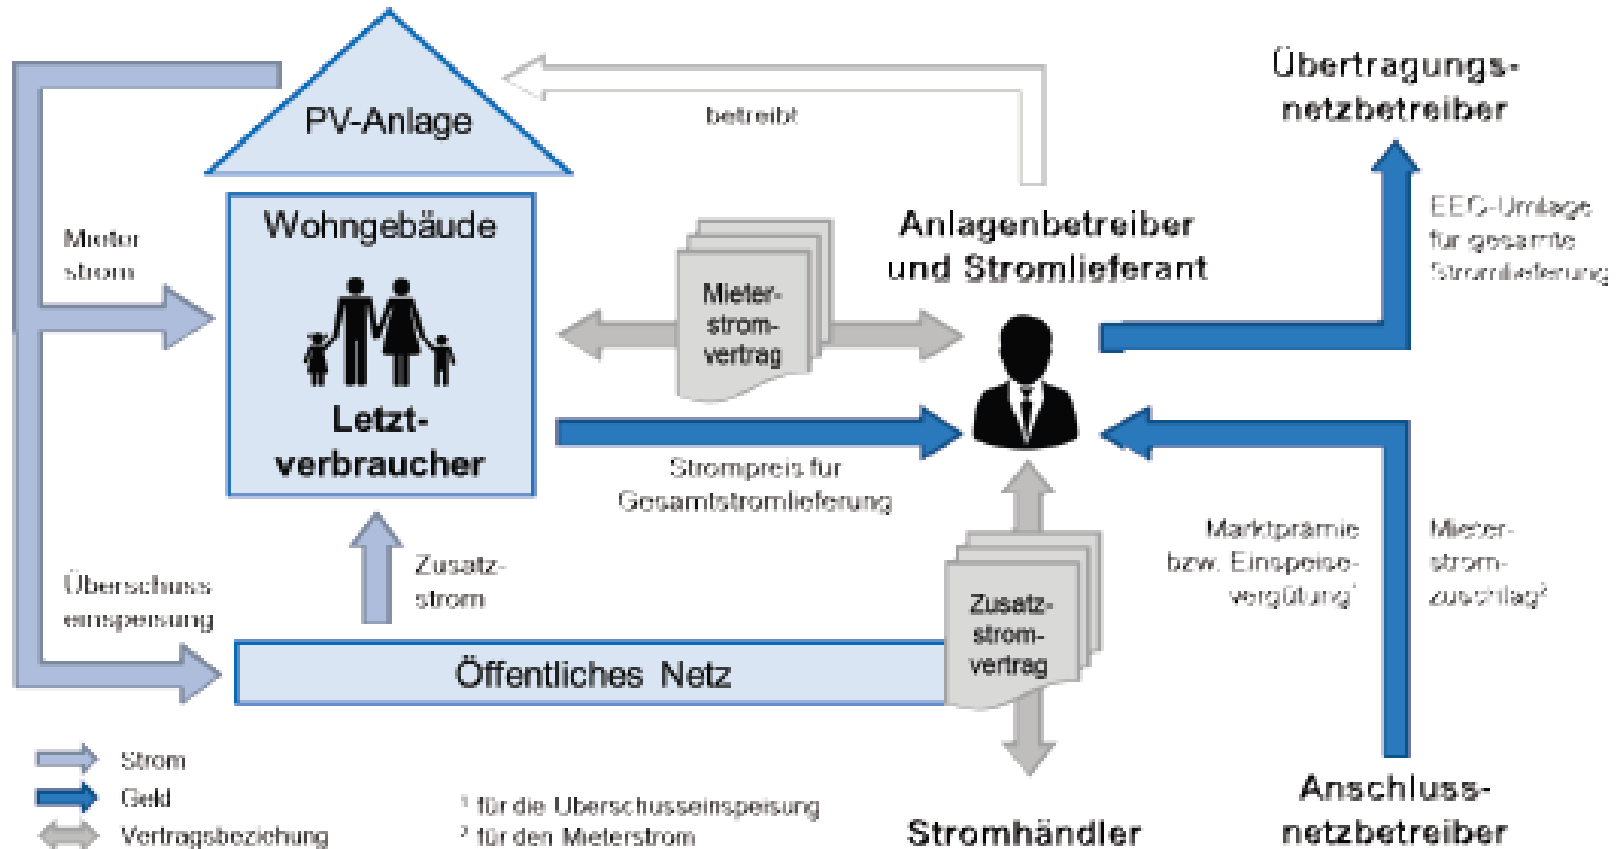 PV-Anlage
betreibt
Übertragungs-
netzbetreiber
Mieter
strom
Wohngebäude
Letzt-
verbraucher
Mieter-
strom-
vertrag
Anlagenbetreiber
und Stromlieferant
EEG-Umlage
für gesamte
Stromlieferung
Strompreis für
Gesamtstromlieferung
Überschuss
einspeisung
Zusatz-
strom
Öffentliches Netz
Zusatz-
strom-
vertrag
Marktprämie
bzw. Einspeise-
vergütung¹
Mieter-
strom-
zuschlag²
Strom
Geld
Vertragsbeziehung
¹ für die Überschusseinspeisung
² für den Mieterstrom
Stromhändler
Anschluss-
netzbetreiber